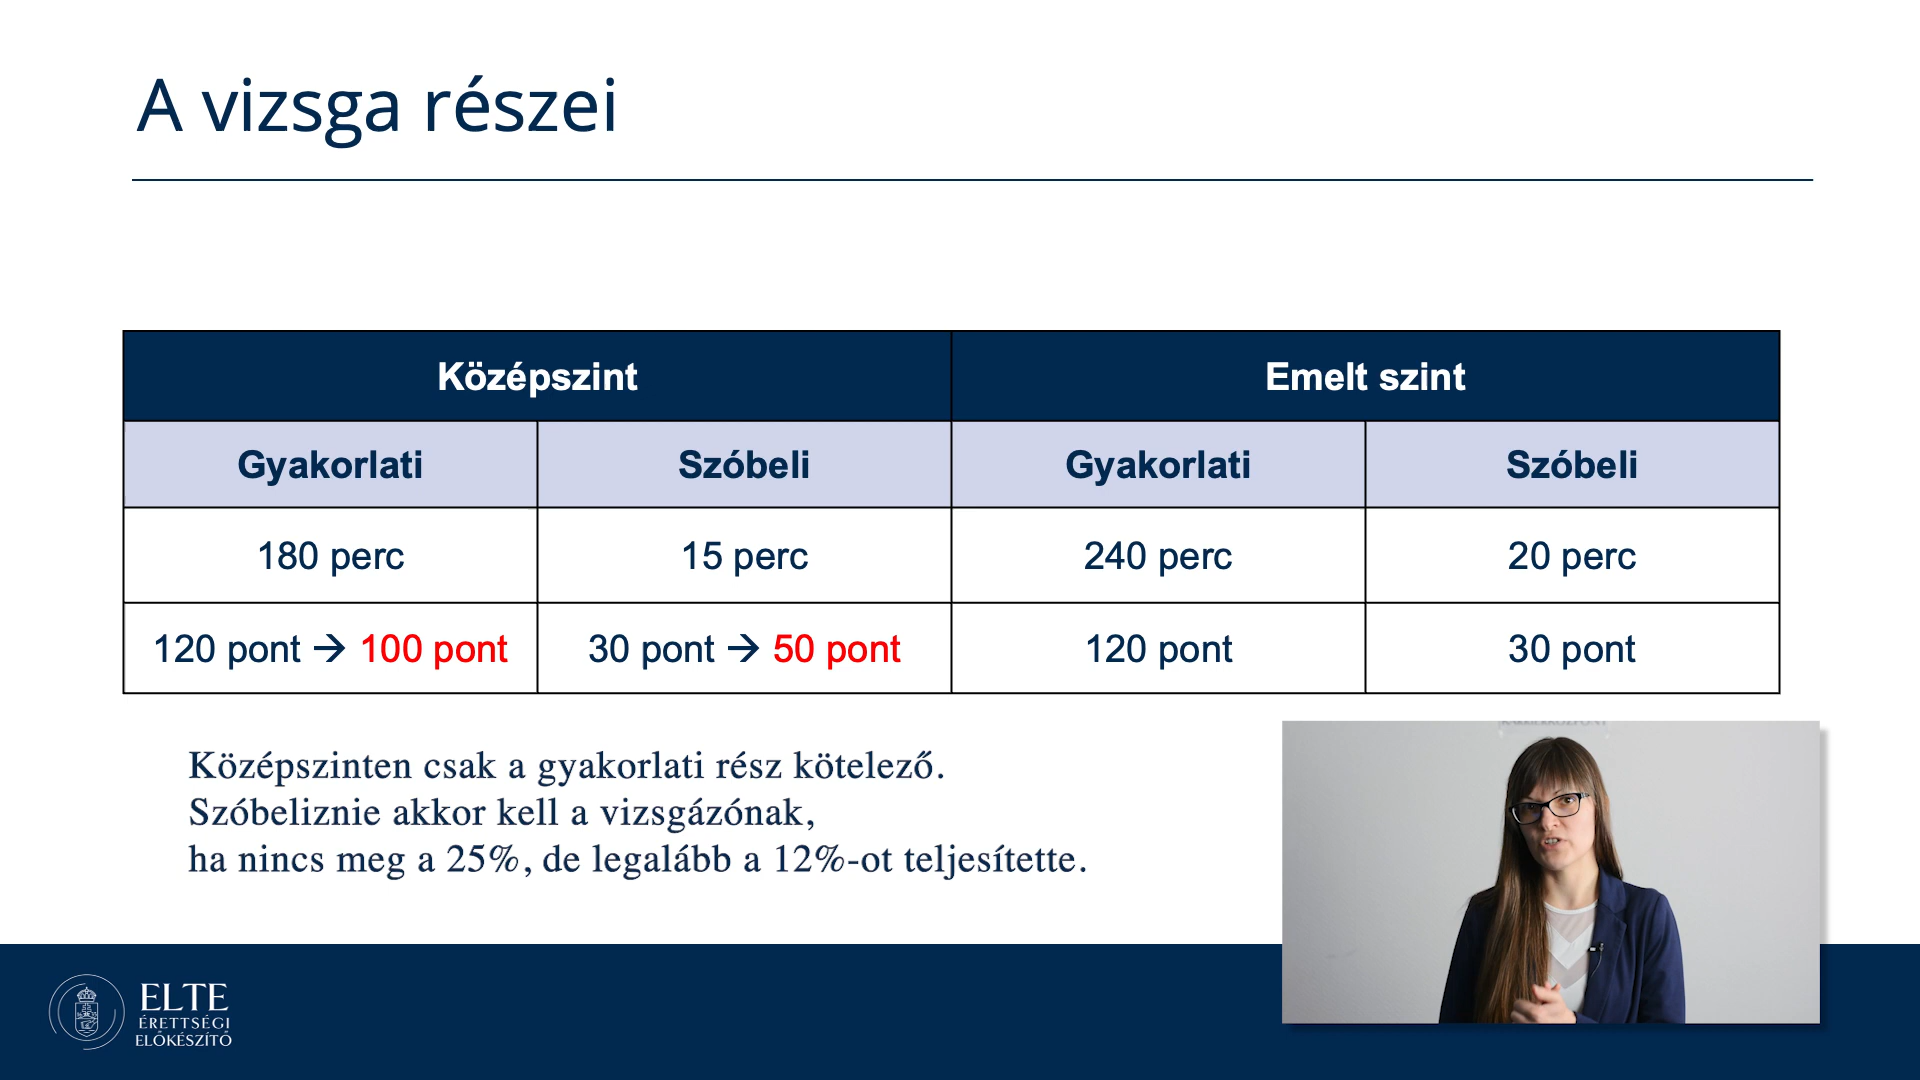 A vizsga részei
Középszint Emelt szint
Gyakorlati Szóbeli Gyakorlati Szóbeli
180 perc 15 perc 240 perc 20 perc
120 pont → 100 pont 30 pont → 50 pont 120 pont 30 pont
Középszinten csak a gyakorlati rész kötelező.
Szóbeliznie akkor kell a vizsgázónak,
ha nincs meg a 25%, de legalább a 12%-ot teljesítette.
ELTE
ÉRETTSÉGI
ELŐKÉSZÍTŐ